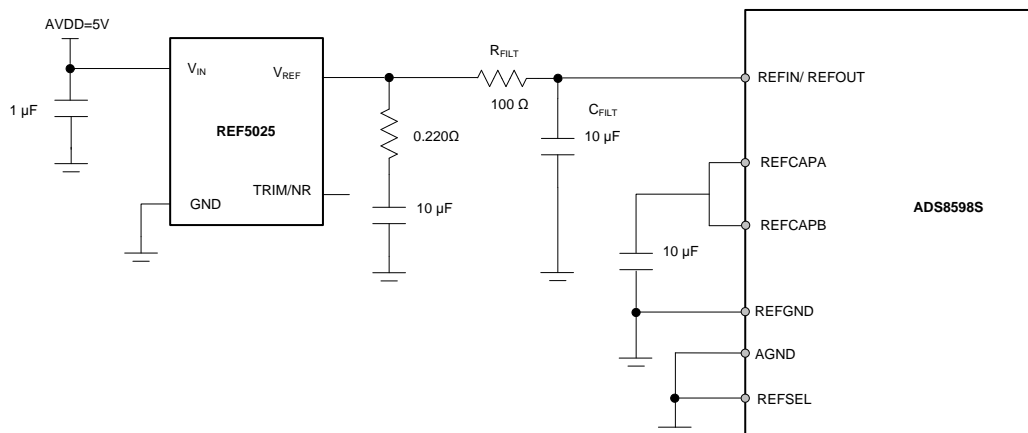 AVDD=5V
1 µF
VIN
VREF
REF5025
TRIM/NR
GND
RFILT
100 Ω
0.220Ω
10 µF
CFILT
10 µF
10 µF
REFIN/ REFOUT
REFCAPA
REFCAPB
ADS8598S
REFGND
AGND
REFSEL